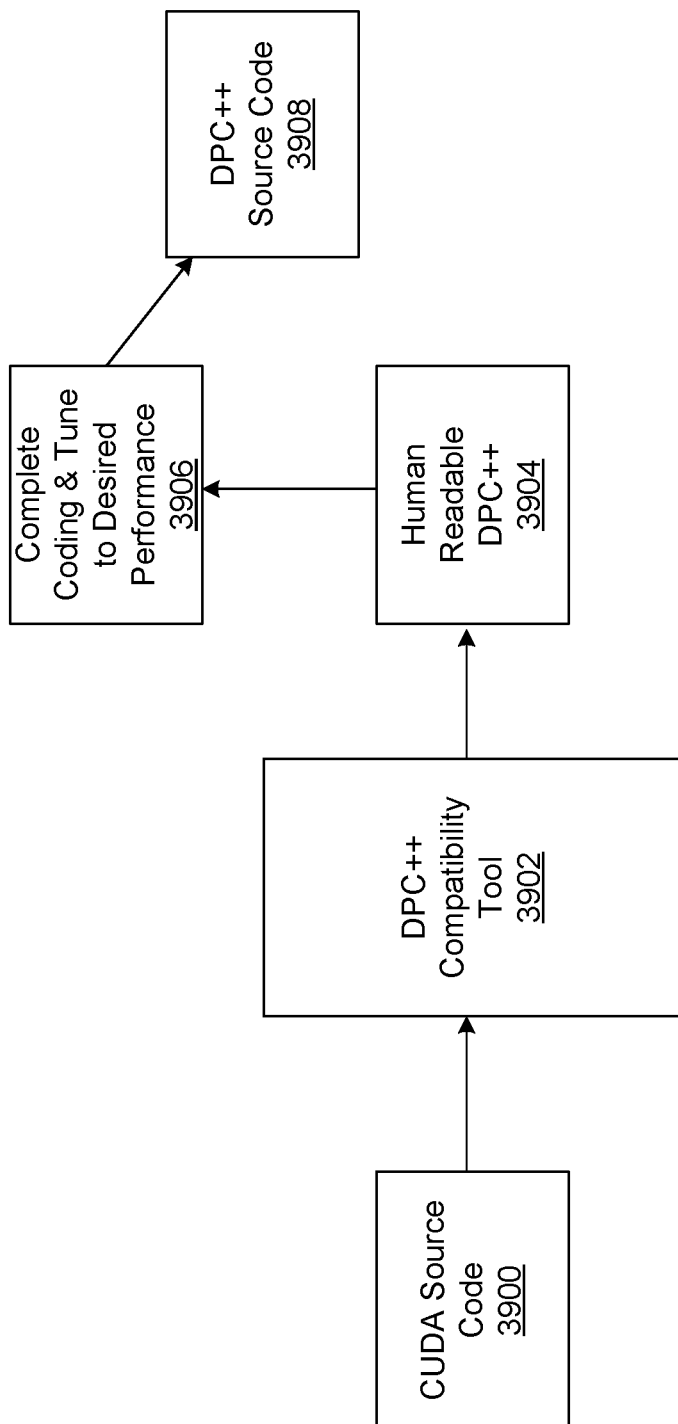 CUDA Source
Code
3900
DPC++
Compatibility
Tool
3902
Human
Readable
DPC++
3904
Complete
Coding & Tune
to Desired
Performance
3906
DPC++
Source Code
3908